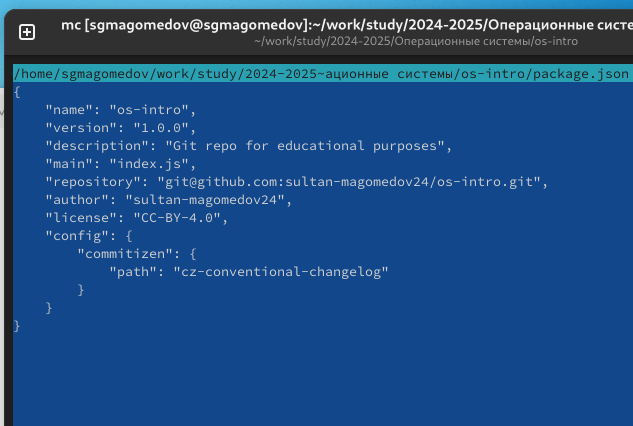 mc [sgmagomedov@sgmagomedov]:~/work/study/2024-2025/Операционные систе
~/work/study/2024-2025/Операционные системы/os-intro
/home/sgmagomedov/work/study/2024-2025~ационные системы/os-intro/package.json
{
    "name": "os-intro",
    "version": "1.0.0",
    "description": "Git repo for educational purposes",
    "main": "index.js",
    "repository": "git@github.com:sultan-magomedov24/os-intro.git",
    "author": "sultan-magomedov24",
    "license": "CC-BY-4.0",
    "config": {
        "commitizen": {
            "path": "cz-conventional-changelog"
        }
    }
}